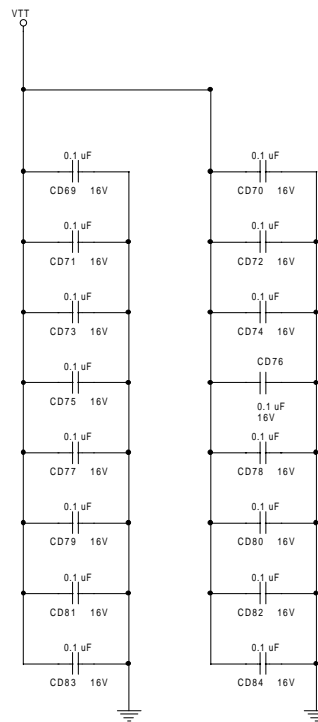 VTT
0.1 uF
CD69 16V
0.1 uF
CD70 16V
0.1 uF
CD71 16V
0.1 uF
CD72 16V
0.1 uF
CD73 16V
0.1 uF
CD74 16V
0.1 uF
CD75 16V
CD76
0.1 uF
16V
0.1 uF
CD77 16V
0.1 uF
CD78 16V
0.1 uF
CD79 16V
0.1 uF
CD80 16V
0.1 uF
CD81 16V
0.1 uF
CD82 16V
0.1 uF
CD83 16V
0.1 uF
CD84 16V